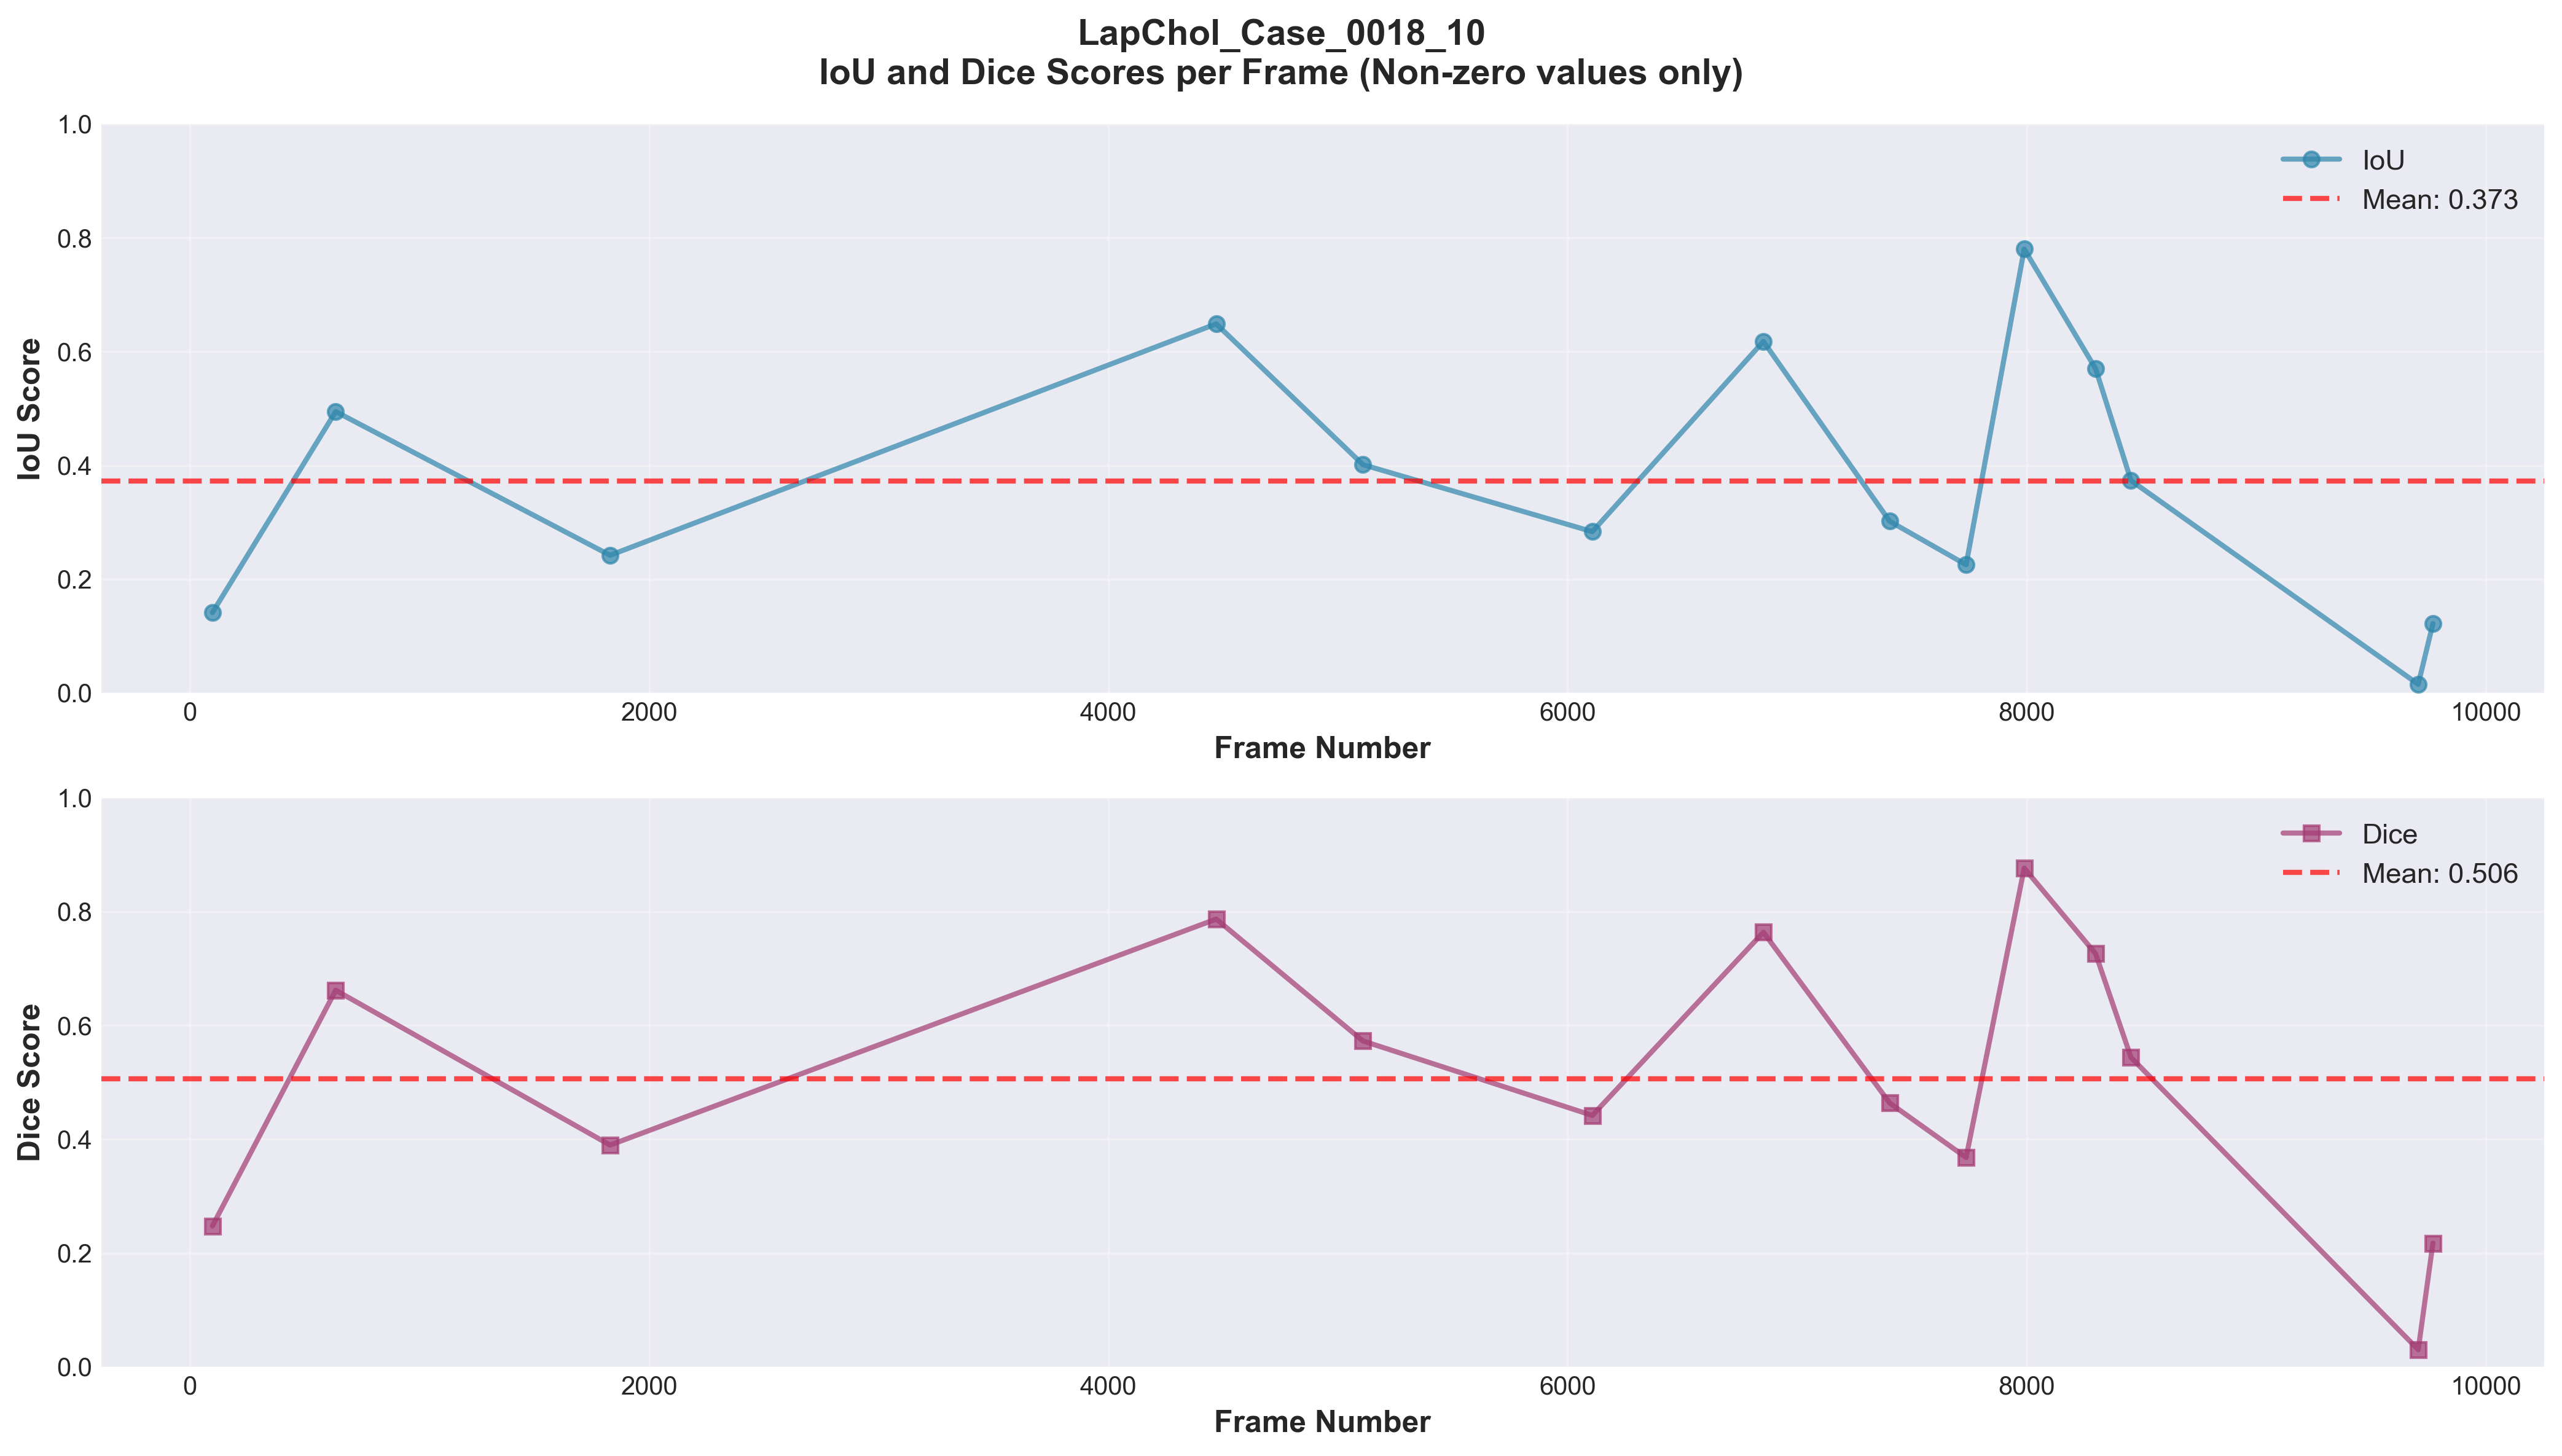 LapChol_Case_0018_10
IoU and Dice Scores per Frame (Non-zero values only)
IoU Score
1.0
0.8
0.6
0.4
0.2
0.0
IoU
Mean: 0.373
0 2000 4000 6000 8000 10000
Frame Number
Dice Score
1.0
0.8
0.6
0.4
0.2
0.0
Dice
Mean: 0.506
0 2000 4000 6000 8000 10000
Frame Number